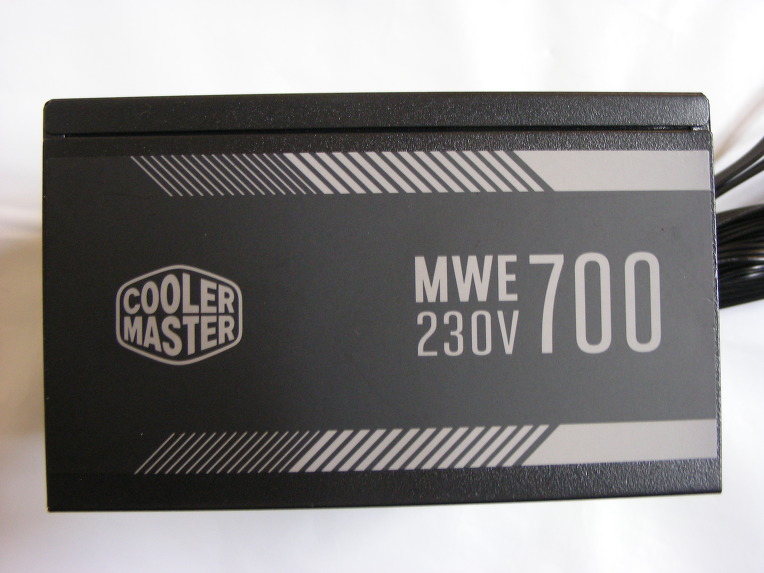 COOLER
MASTER
MWE
230V
700